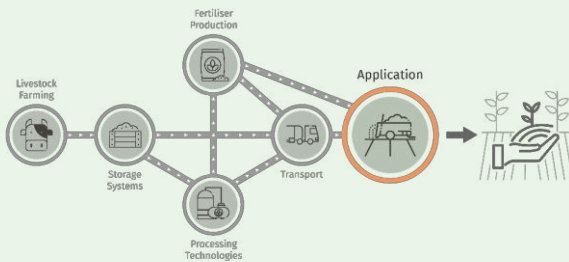 Fertiliser
Production
Application
Livestock
Farming
Storage
Systems
Transport
Processing
Technologies